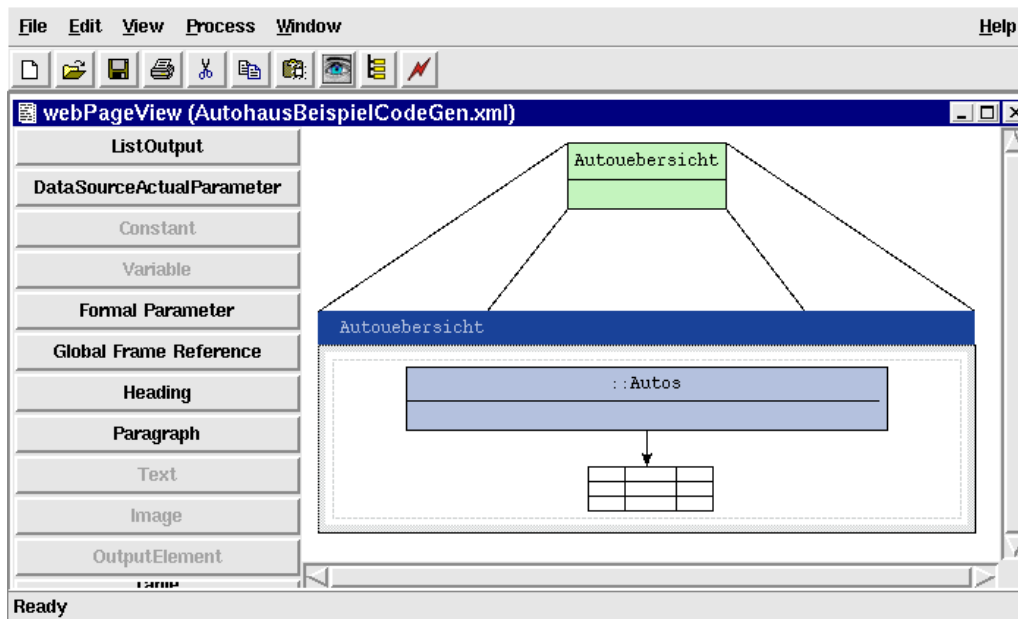 File Edit View Process Window Help
webPageView (AutohausBeispielCodeGen.xml)
ListOutput
DataSourceActualParameter
Constant
Variable
Formal Parameter
Global Frame Reference
Heading
Paragraph
Text
Image
OutputElement
Table
Autouebersicht
Autouebersicht
::Autos
Ready